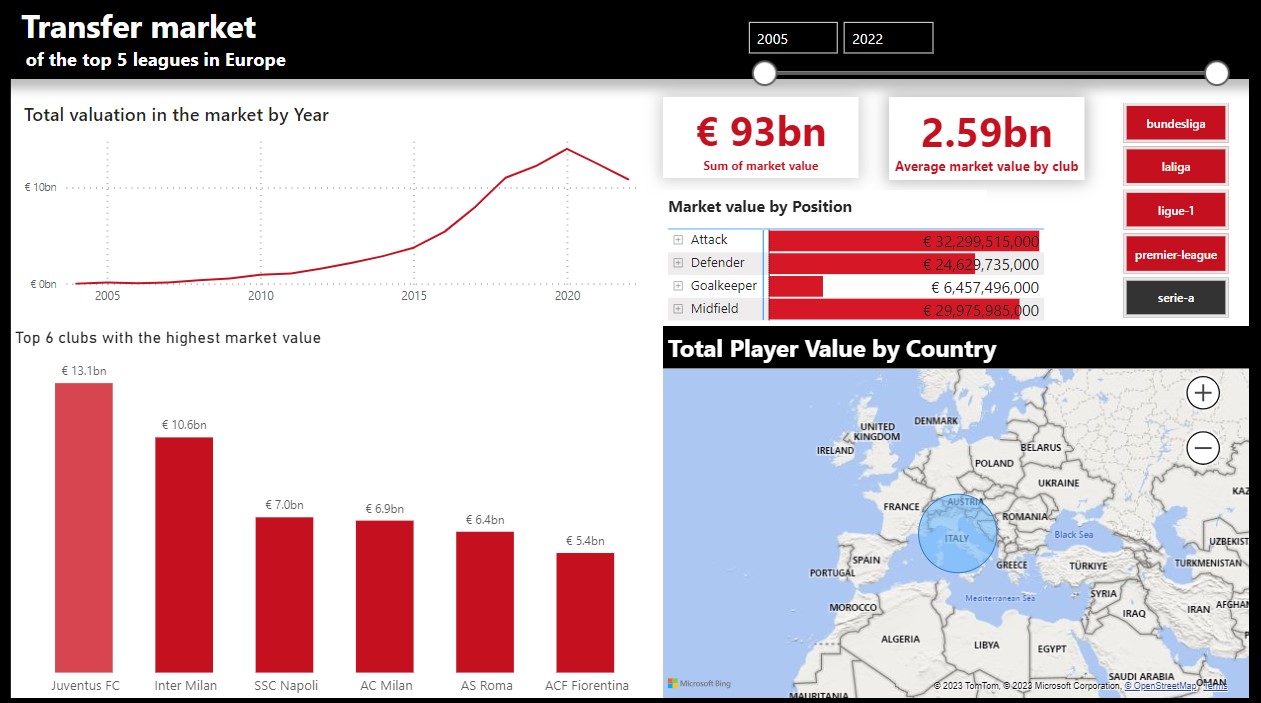 Transfer market
of the top 5 leagues in Europe
2005
2022
Total valuation in the market by Year
€ 10bn
€ 0bn
2005
2010
2015
2020
€ 93bn
Sum of market value
2.59bn
Average market value by club
bundesliga
laliga
ligue-1
premier-league
serie-a
Market value by Position
Attack € 32,299,515,000
Defender € 24,629,735,000
Goalkeeper € 6,457,496,000
Midfield € 29,975,985,000
Top 6 clubs with the highest market value
€ 13.1bn
€ 10.6bn
€ 7.0bn
€ 6.9bn
€ 6.4bn
€ 5.4bn
Juventus FC
Inter Milan
SSC Napoli
AC Milan
AS Roma
ACF Fiorentina
Total Player Value by Country
DENMARK
UNITED
KINGDOM
IRELAND
BELARUS
POLAND
UKRAINE
KAZ
AUSTRIA
FRANCE
ROMANIA
Black Sea
ITALY
UZBEKIST
SPAIN
GREECE
TÜRKIYE
TURKMENISTAN
PORTUGAL
Mediterranean Sea
SYRIA
MOROCCO
IRAQ
IRAN
AFGHAN
ALGERIA
LIBYA
EGYPT
SAUDI ARABIA
OMAN
MAURITANIA
Microsoft Bing
© 2023 TomTom, © 2023 Microsoft Corporation, © OpenStreetMap Terms